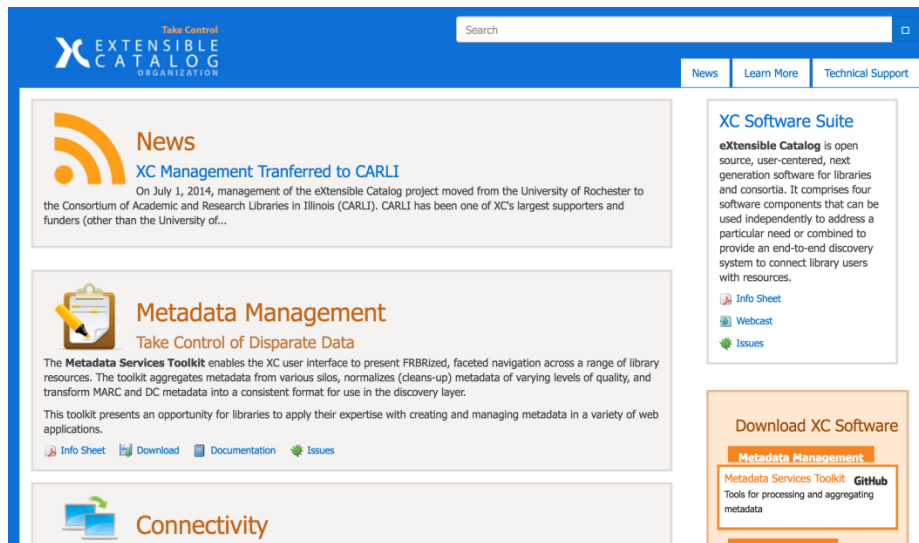 Take Control
EXTENSIBLE
CATALOG
ORGANIZATION
Search
News
Learn More
Technical Support
News
XC Management Tranferred to CARLI
On July 1, 2014, management of the eXtensible Catalog project moved from the University of Rochester to
the Consortium of Academic and Research Libraries in Illinois (CARLI). CARLI has been one of XC's largest supporters and
funders (other than the University of...
Metadata Management
Take Control of Disparate Data
The Metadata Services Toolkit enables the XC user interface to present FRBRized, faceted navigation across a range of library
resources. The toolkit aggregates metadata from various silos, normalizes (cleans-up) metadata of varying levels of quality, and
transform MARC and DC metadata into a consistent format for use in the discovery layer.
This toolkit presents an opportunity for libraries to apply their expertise with creating and managing metadata in a variety of web
applications.
Info Sheet
Download
Documentation
Issues
Connectivity
XC Software Suite
eXtensible Catalog is open
source, user-centered, next
generation software for libraries
and consortia. It comprises four
software components that can be
used independently to address a
particular need or combined to
provide an end-to-end discovery
system to connect library users
with resources.
Info Sheet
Webcast
Issues
Download XC Software
Metadata Management
Metadata Services Toolkit GitHub
Tools for processing and aggregating
metadata